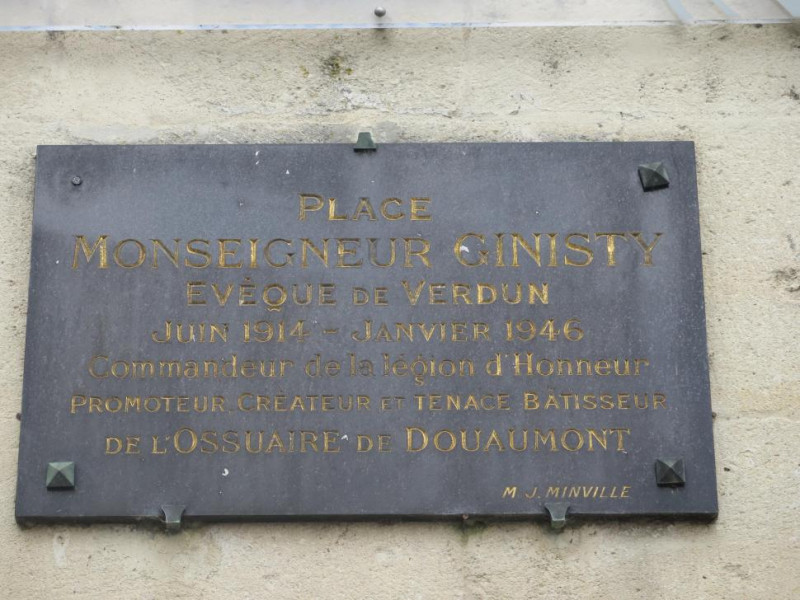 PLACE
MONSEIGNEUR GINISTY
EVÊQUE DE VERDUN
JUIN 1914 - JANVIER 1946
Commandeur de la légion d'Honneur
PROMOTEUR, CRÉATEUR ET TENACE BÂTISSEUR
DE L'OSSUAIRE DE DOUAUMONT
M J. MINVILLE